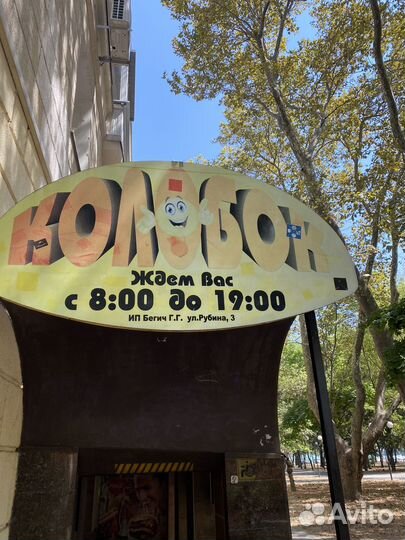 КОЛОБОК
Ждем Вас
с 8:00 до 19:00
ИП Бегич Г.Г. ул.Рубина, 3
Avito